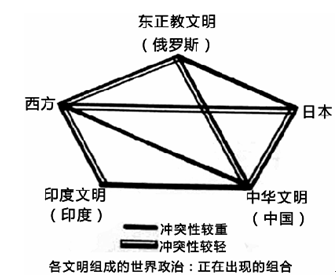 东正教文明
（俄罗斯）
西方
日本
印度文明
（印度）
中华文明
（中国）
冲突性较重
冲突性较轻
各文明组成的世界政治：正在出现的组合